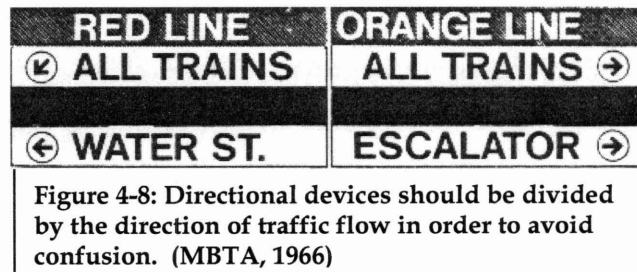 RED LINE
ALL TRAINS
WATER ST.
ORANGE LINE
ALL TRAINS
ESCALATOR
Figure 4-8: Directional devices should be divided
by the direction of traffic flow in order to avoid
confusion. (MBTA, 1966)